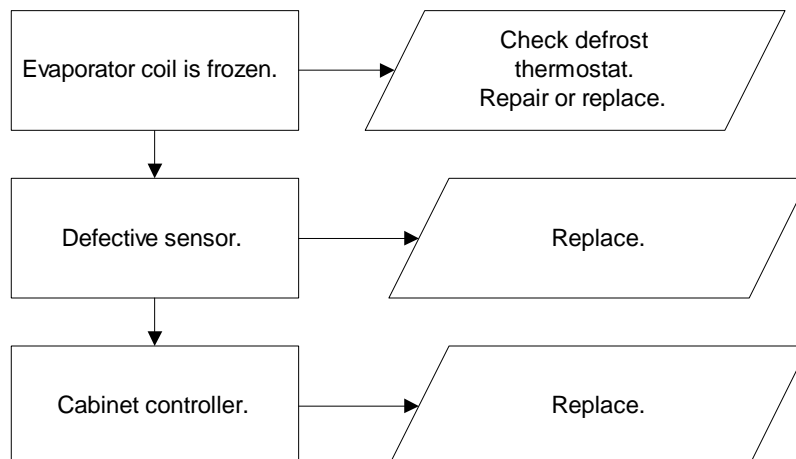 Evaporator coil is frozen.
Check defrost
thermostat.
Repair or replace.
Defective sensor.
Replace.
Cabinet controller.
Replace.